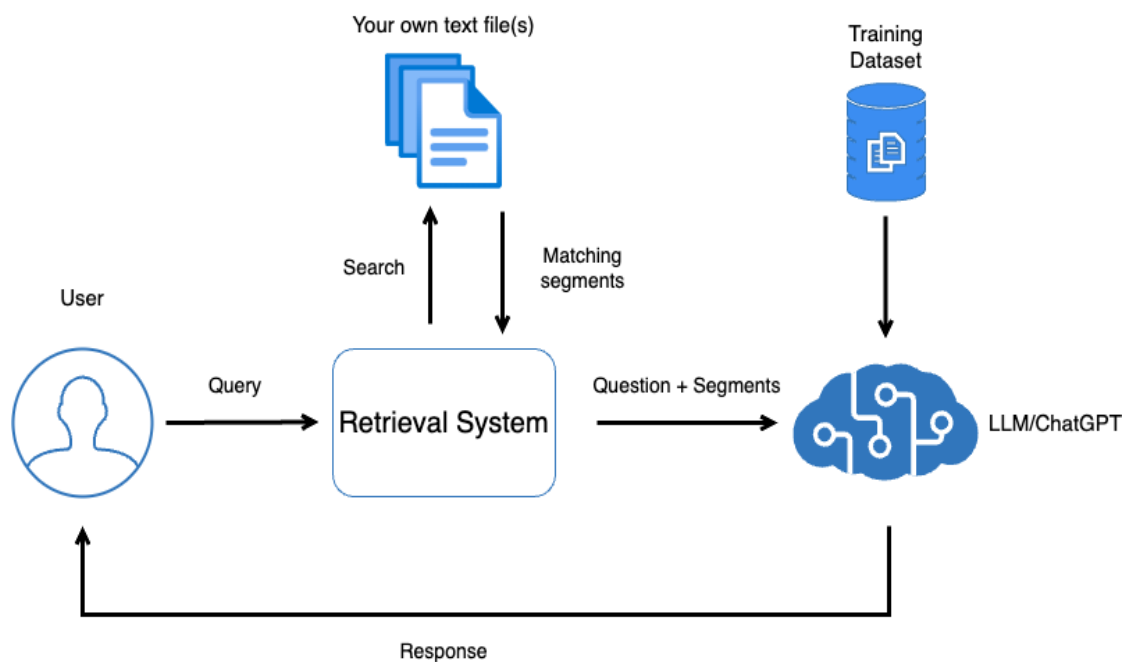 Your own text file(s)
Training
Dataset
Search
Matching
segments
User
Query
Retrieval System
Question + Segments
LLM/ChatGPT
Response